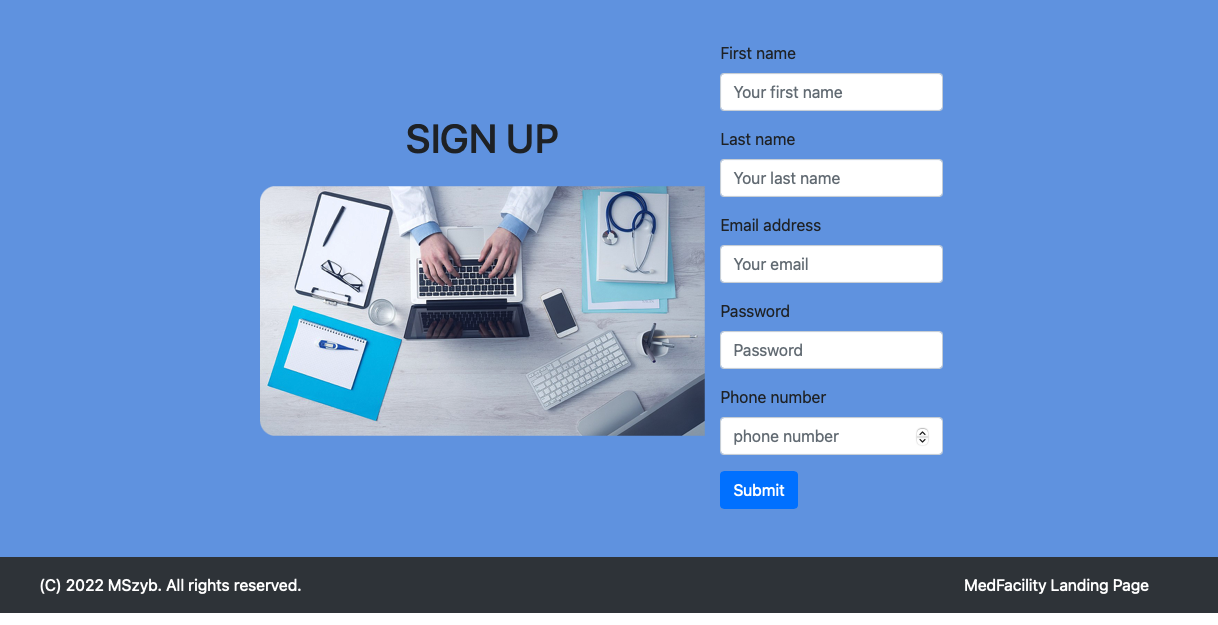 SIGN UP
First name
Your first name
Last name
Your last name
Email address
Your email
Password
Password
Phone number
phone number
Submit
(C) 2022 MSzyb. All rights reserved.
MedFacility Landing Page